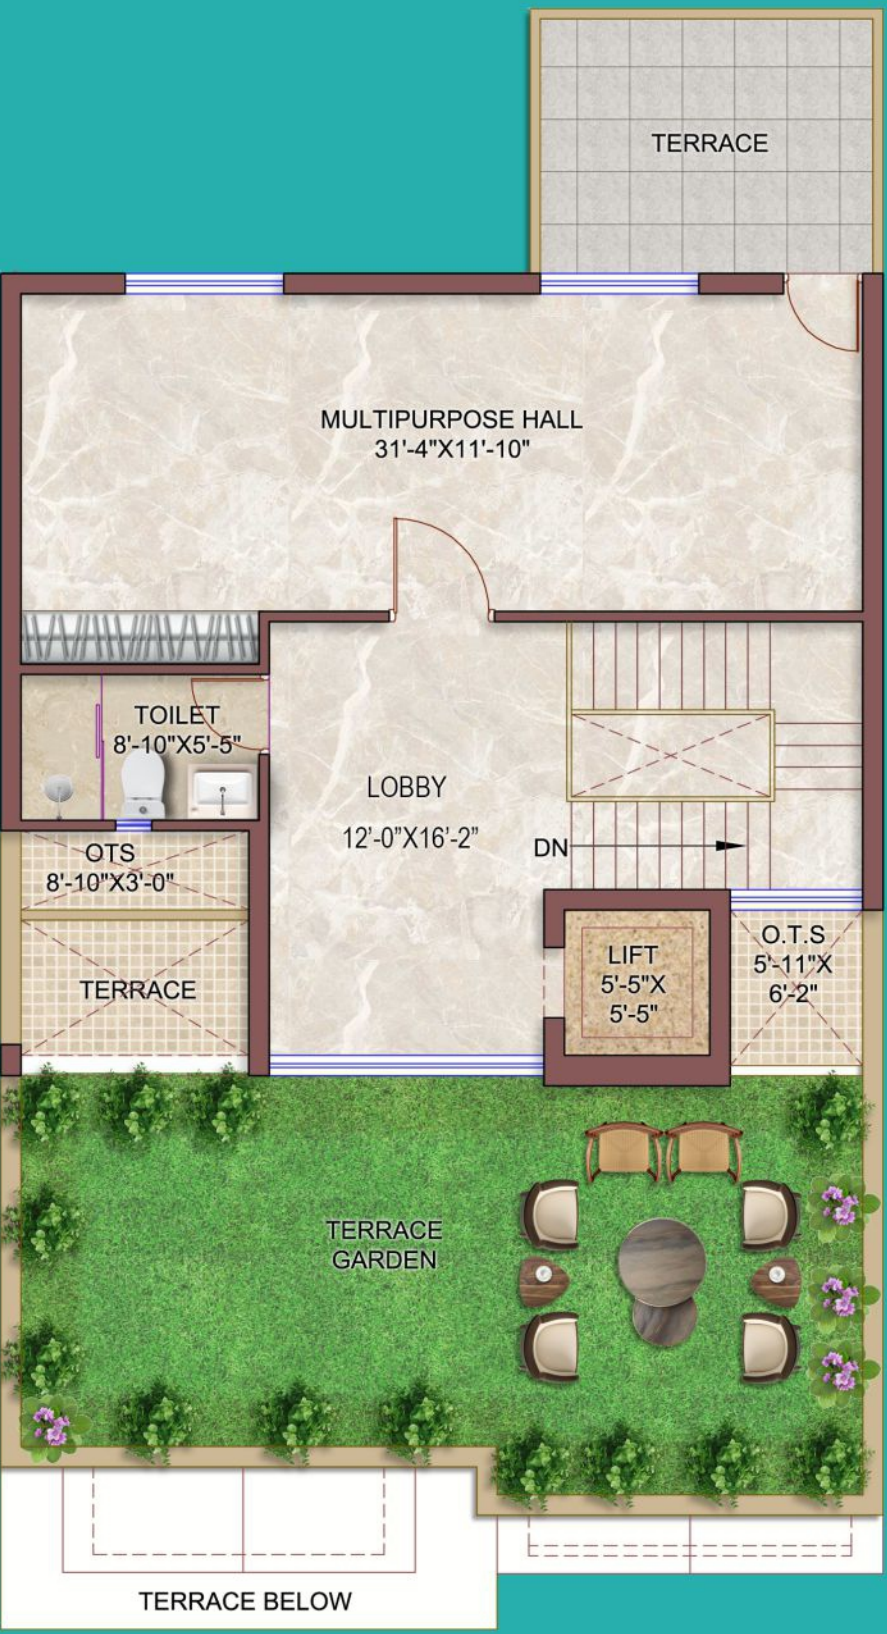 TERRACE
MULTIPURPOSE HALL
31'-4"X11'-10"
TOILET
8'-10"X5'-5"
LOBBY
12'-0"X16'-2"
DN
OTS
8'-10"X3'-0"
TERRACE
LIFT
5'-5"X
5'-5"
O.T.S
5'-11"X
6'-2"
TERRACE
GARDEN
TERRACE BELOW